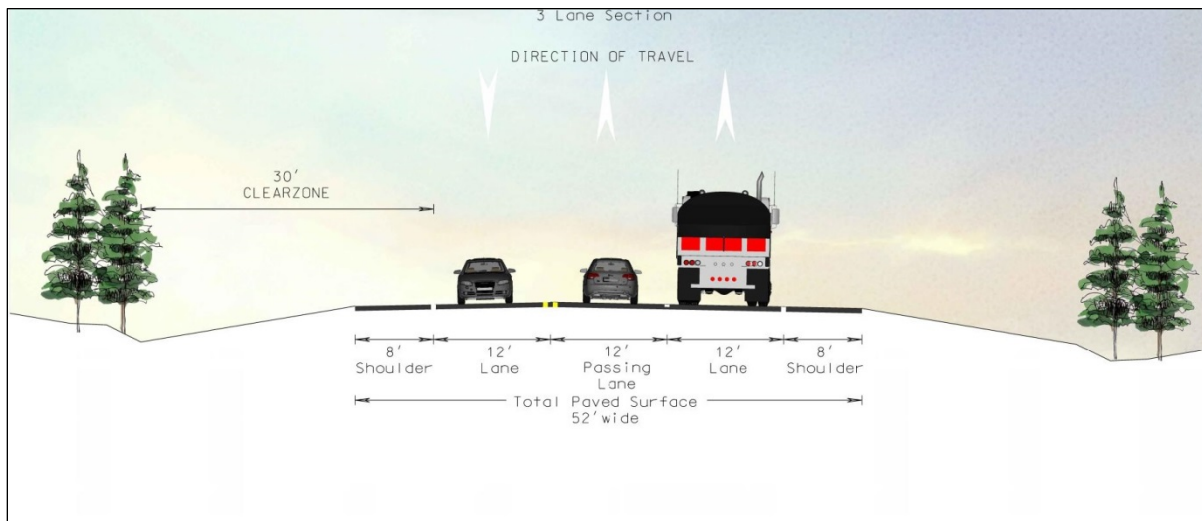 3 Lane Section
DIRECTION OF TRAVEL
30'
CLEARZONE
8'
Shoulder
12'
Lane
12'
Passing
Lane
12'
Lane
8'
Shoulder
Total Paved Surface
52'wide